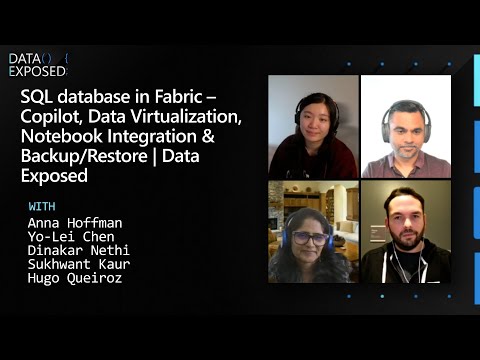 DATA() {
EXPOSED;
SQL database in Fabric –
Copilot, Data Virtualization,
Notebook Integration &
Backup/Restore | Data
Exposed
WITH
Anna Hoffman
Yo-Lei Chen
Dinakar Nethi
Sukhwant Kaur
Hugo Queiroz